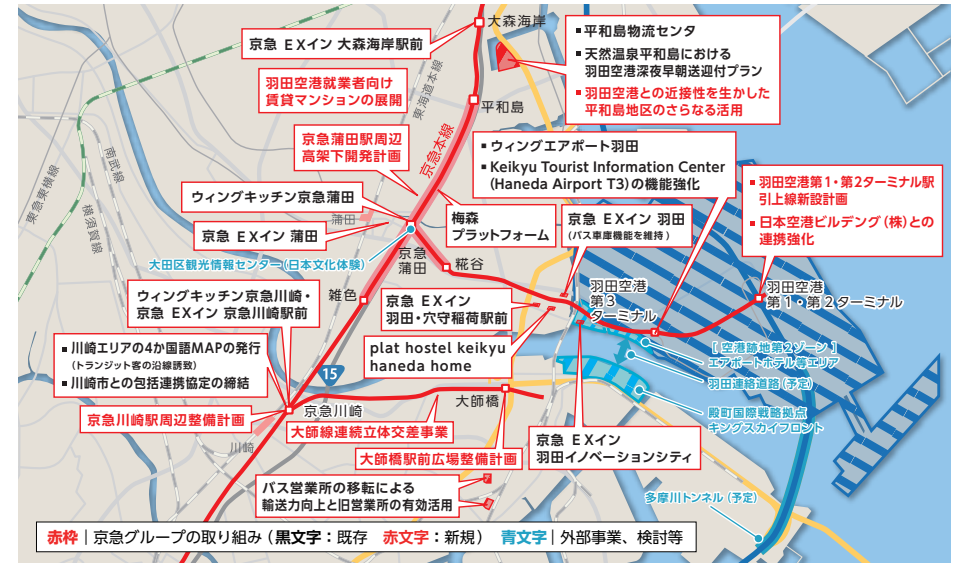 大森海岸
京急 EXイン 大森海岸駅前
羽田空港就業者向け
賃貸マンションの展開
東海道本線
平和島
▪平和島物流センタ
▪天然温泉平和島における
羽田空港深夜早朝送迎付プラン
▪羽田空港との近接性を生かした
平和島地区のさらなる活用
京急蒲田駅周辺
高架下開発計画
京急本線
▪ウィングエアポート羽田
▪Keikyu Tourist Information Center
(Haneda Airport T3)の機能強化
▪羽田空港第1・第2ターミナル駅
引上線新設計画
▪日本空港ビルデング(株)との
連携強化
南武線
東急東横線
横須賀線
ウィングキッチン京急蒲田
蒲田
京急 EXイン 蒲田
梅森
プラットフォーム
京急 EXイン 羽田
(バス車庫機能を維持)
大田区観光情報センター(日本文化体験)
京急
蒲田
糀谷
雑色
羽田空港
第3
ターミナル
羽田空港
第1・第2ターミナル
ウィングキッチン京急川崎・
京急 EXイン 京急川崎駅前
京急 EXイン
羽田・穴守稲荷駅前
plat hostel keikyu
haneda home
[空港跡地第2ゾーン]
エアポートホテル等エリア
羽田連絡道路(予定)
殿町国際戦略拠点
キングスカイフロント
▪川崎エリアの4か国語MAPの発行
(トランジット客の沿線誘致)
▪川崎市との包括連携協定の締結
15
京急川崎駅周辺整備計画
京急川崎
大師橋
川崎
大師線連続立体交差事業
大師橋駅前広場整備計画
京急 EXイン
羽田イノベーションシティ
バス営業所の移転による
輸送力向上と旧営業所の有効活用
多摩川トンネル(予定)
赤枠|京急グループの取り組み(黒文字:既存 赤文字:新規) 青文字|外部事業、検討等